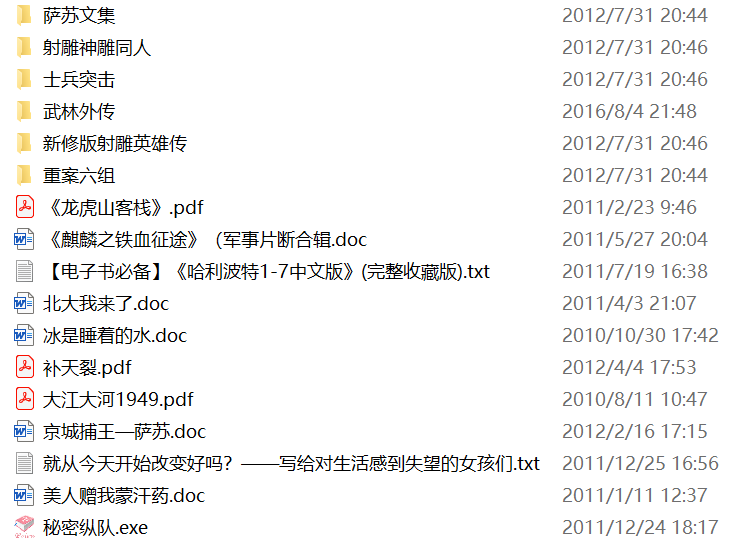 萨苏文集 2012/7/31 20:44
射雕神雕同人 2012/7/31 20:46
士兵突击 2012/7/31 20:46
武林外传 2016/8/4 21:48
新修版射雕英雄传 2012/7/31 20:46
重案六组 2012/7/31 20:44
《龙虎山客栈》.pdf 2011/2/23 9:46
《麒麟之铁血征途》（军事片断合辑.doc 2011/5/27 20:04
【电子书必备】《哈利波特1-7中文版》(完整收藏版).txt 2011/7/19 16:38
北大我来了.doc 2011/4/3 21:07
冰是睡着的水.doc 2010/10/30 17:42
补天裂.pdf 2012/4/4 17:53
大江大河1949.pdf 2010/8/11 10:47
京城捕王—萨苏.doc 2012/2/16 17:15
就从今天开始改变好吗？——写给对生活感到失望的女孩们.txt 2011/12/25 16:56
美人赠我蒙汗药.doc 2011/1/11 12:37
秘密纵队.exe 2011/12/24 18:17